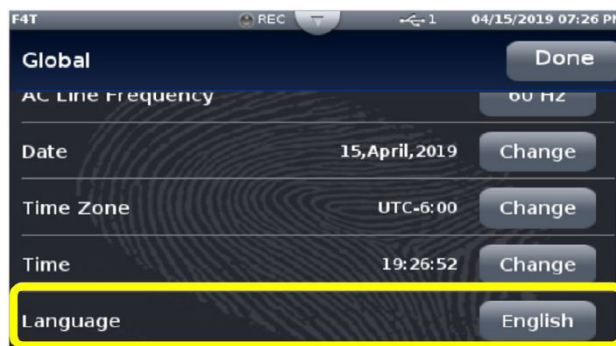 F4T REC 1 04/15/2019 07:26 PM
Global Done
AC Line Frequency 60 Hz
Date 15,April,2019 Change
Time Zone UTC-6:00 Change
Time 19:26:52 Change
Language English